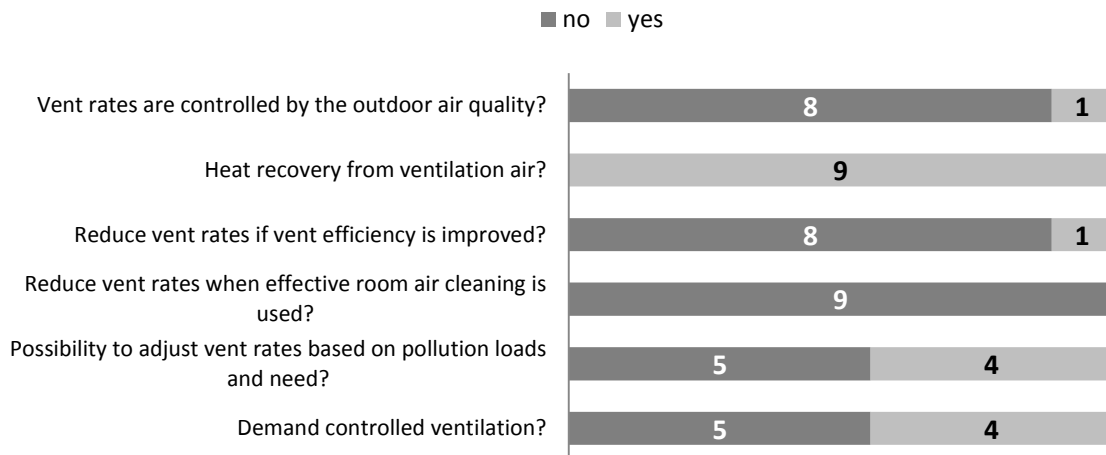 no yes
Vent rates are controlled by the outdoor air quality?
8 1
Heat recovery from ventilation air?
9
Reduce vent rates if vent efficiency is improved?
8 1
Reduce vent rates when effective room air cleaning is
used?
9
Possibility to adjust vent rates based on pollution loads
and need?
5 4
Demand controlled ventilation?
5 4